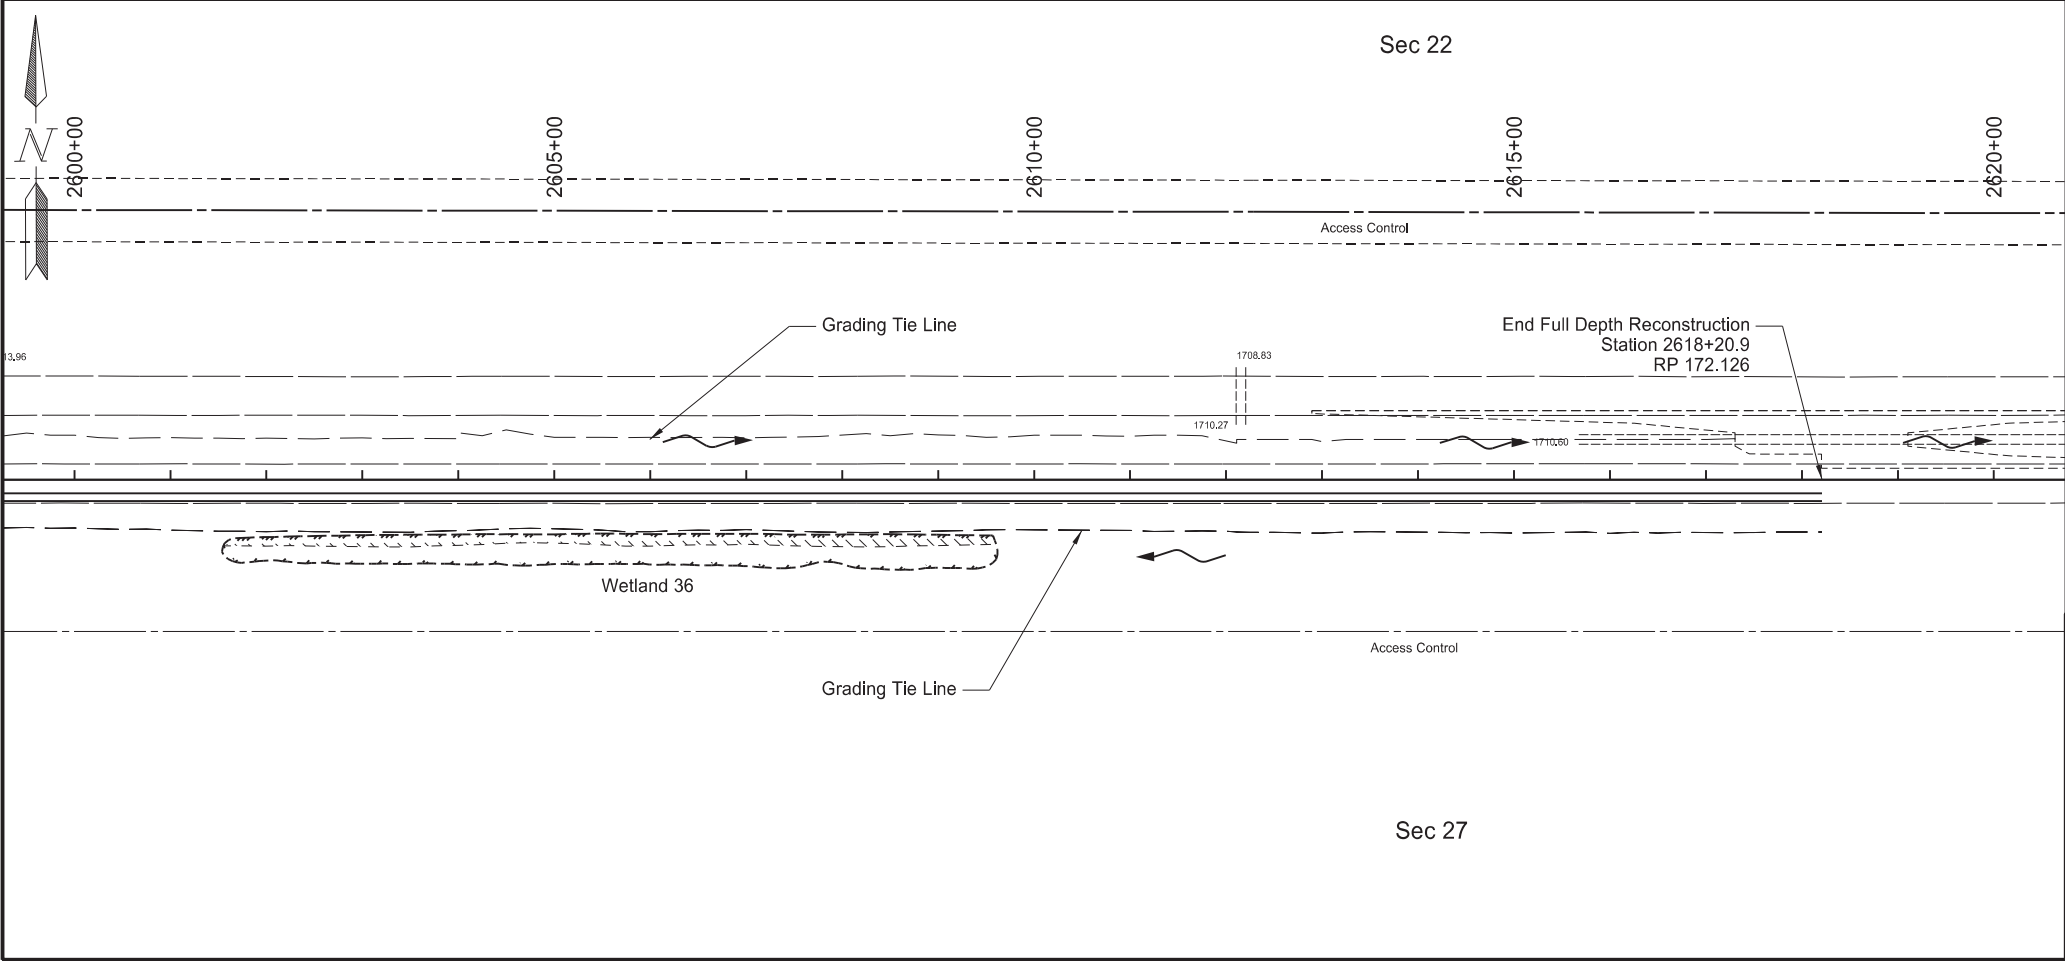 Sec 22
N
2600+00
2605+00
2610+00
2615+00
2620+00
Access Control
Grading Tie Line
End Full Depth Reconstruction
Station 2618+20.9
RP 172.126
13.96
1708.83
1710.27
1710.60
Wetland 36
Access Control
Grading Tie Line
Sec 27